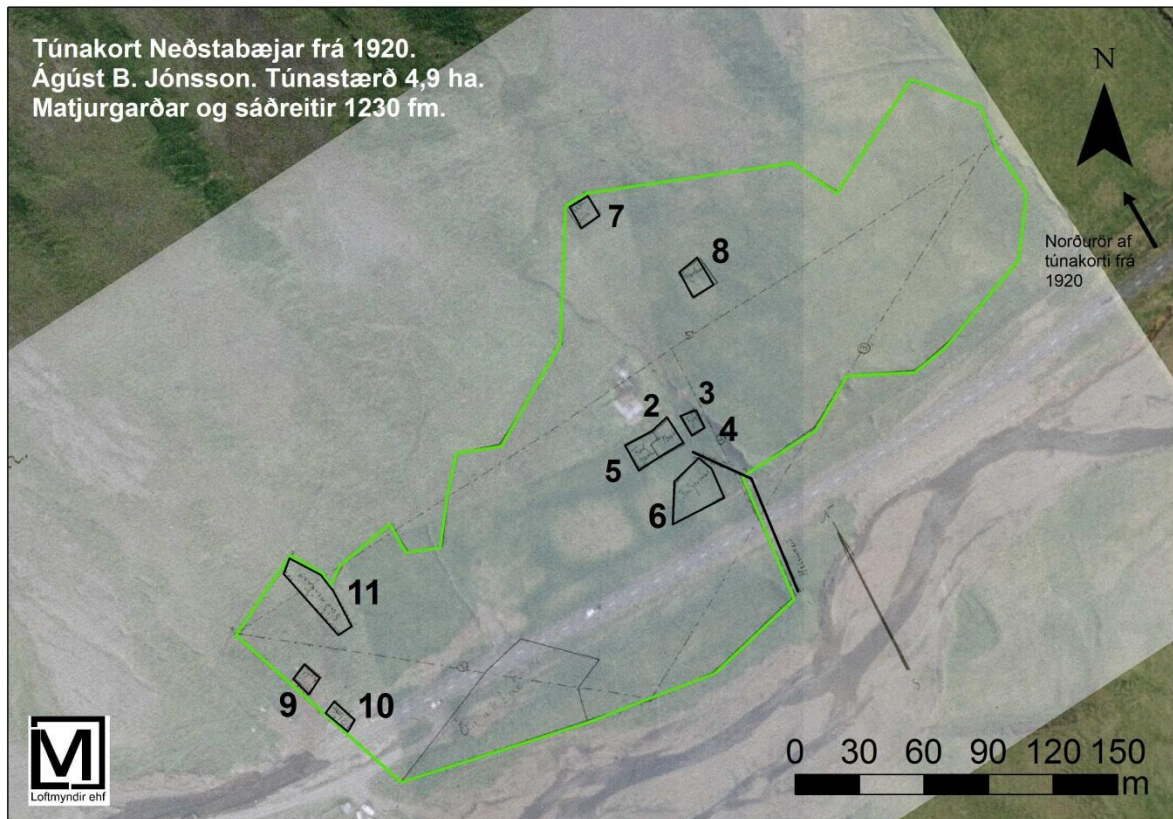 Túnakort Neðstabæjar frá 1920.
Ágúst B. Jónsson. Túnastærð 4,9 ha.
Matjurgarðar og sáðreitir 1230 fm.
N
Norðurör af
túnakorti frá
1920
7
8
3
2
4
5
6
11
9
10
S
0 30 60 90 120 150
m
M
Loftmyndir ehf